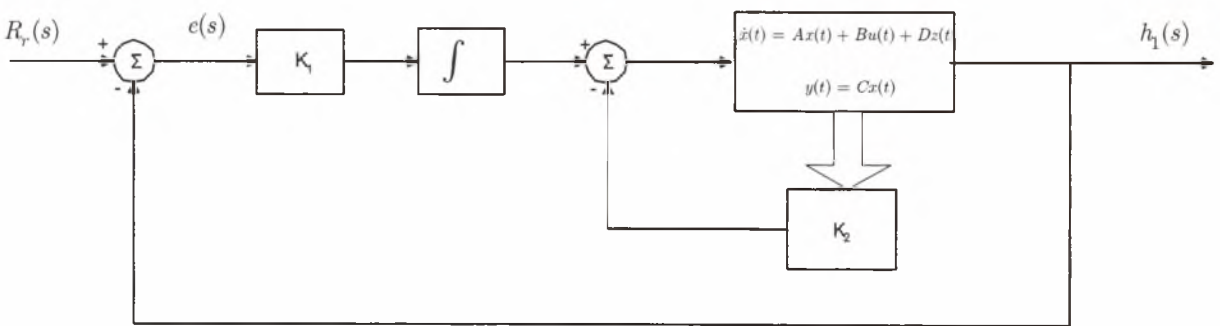 R_r(s)
e(s)
h_1(s)
+
Σ
-
K_1
∫
+
Σ
-
ẋ(t) = Ax(t) + Bu(t) + Dz(t
y(t) = Cx(t)
K_2